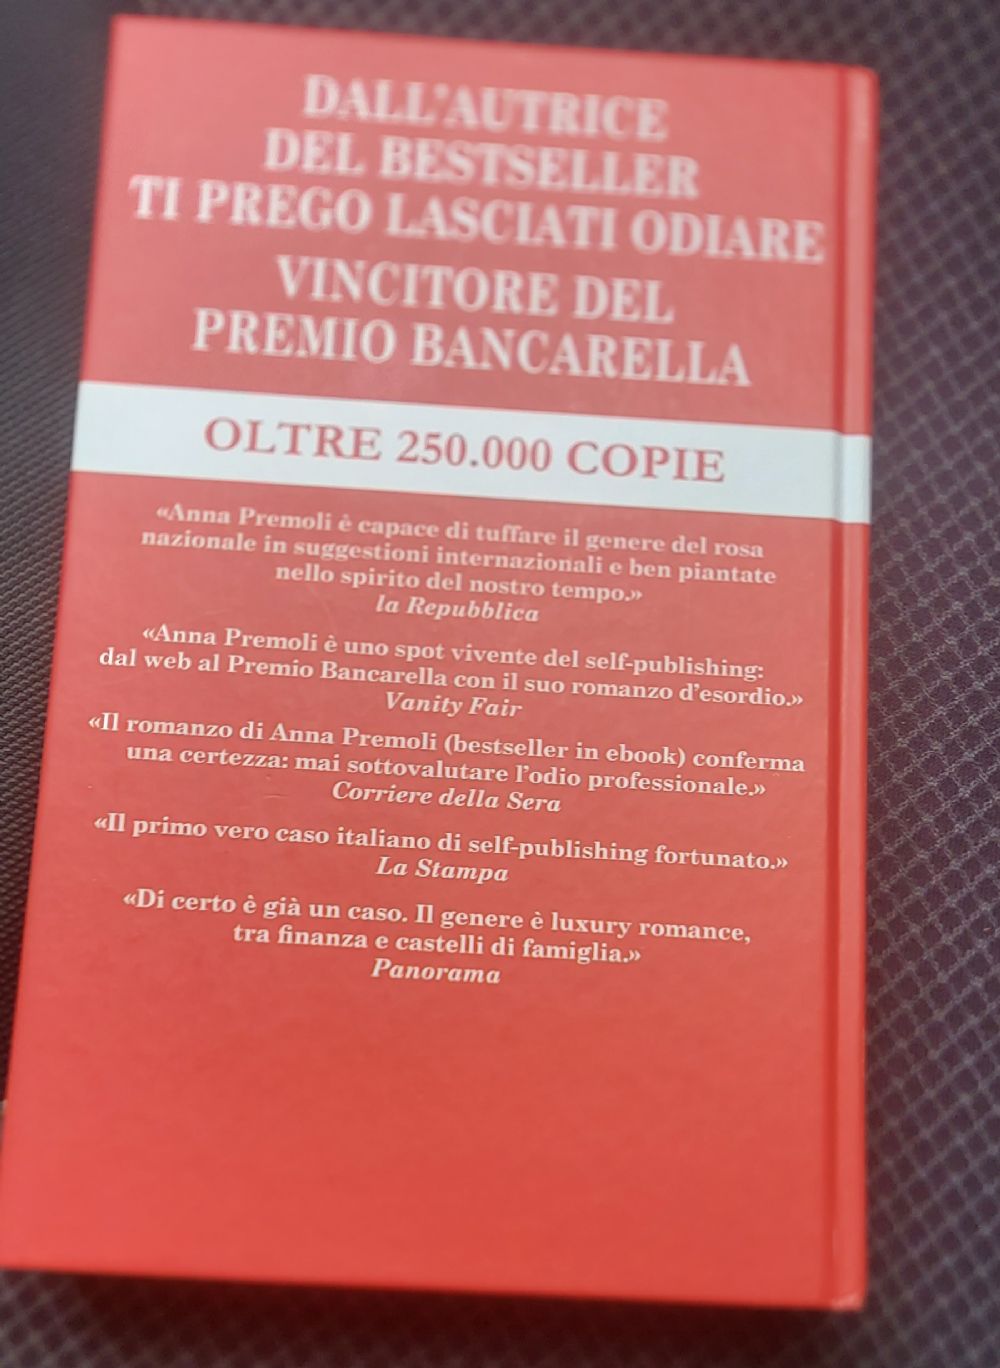 DALL'AUTRICE
DEL BESTSELLER
TI PREGO LASCIATI ODIARE
VINCITORE DEL
PREMIO BANCARELLA
OLTRE 250.000 COPIE
«Anna Premoli è capace di tuffare il genere del rosa
nazionale in suggestioni internazionali e ben piantate
nello spirito del nostro tempo.»
la Repubblica
«Anna Premoli è uno spot vivente del self-publishing:
dal web al Premio Bancarella con il suo romanzo d'esordio.»
Vanity Fair
«Il romanzo di Anna Premoli (bestseller in ebook) conferma
una certezza: mai sottovalutare l'odio professionale.»
Corriere della Sera
«Il primo vero caso italiano di self-publishing fortunato.»
La Stampa
«Di certo è già un caso. Il genere è luxury romance,
tra finanza e castelli di famiglia.»
Panorama